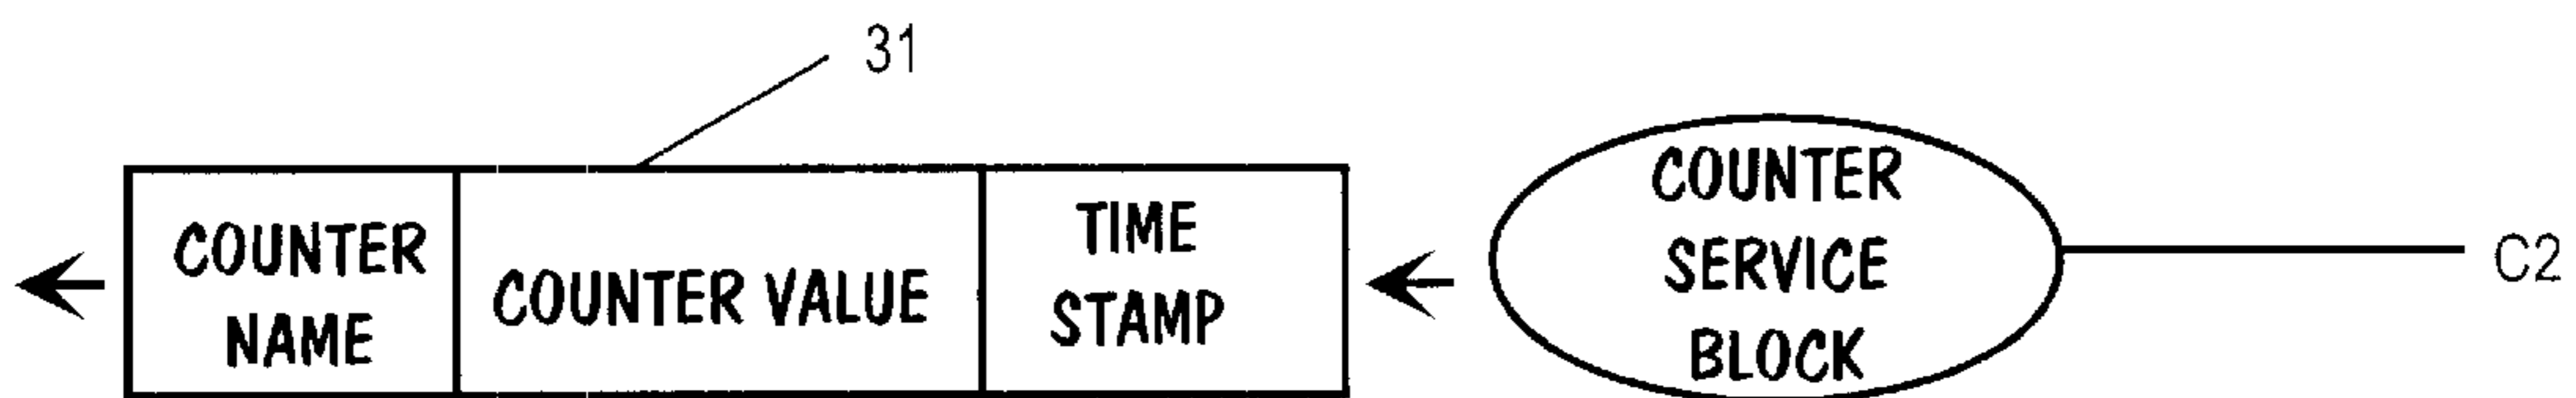 31
COUNTER
NAME
COUNTER VALUE
TIME
STAMP
COUNTER
SERVICE
BLOCK
C2